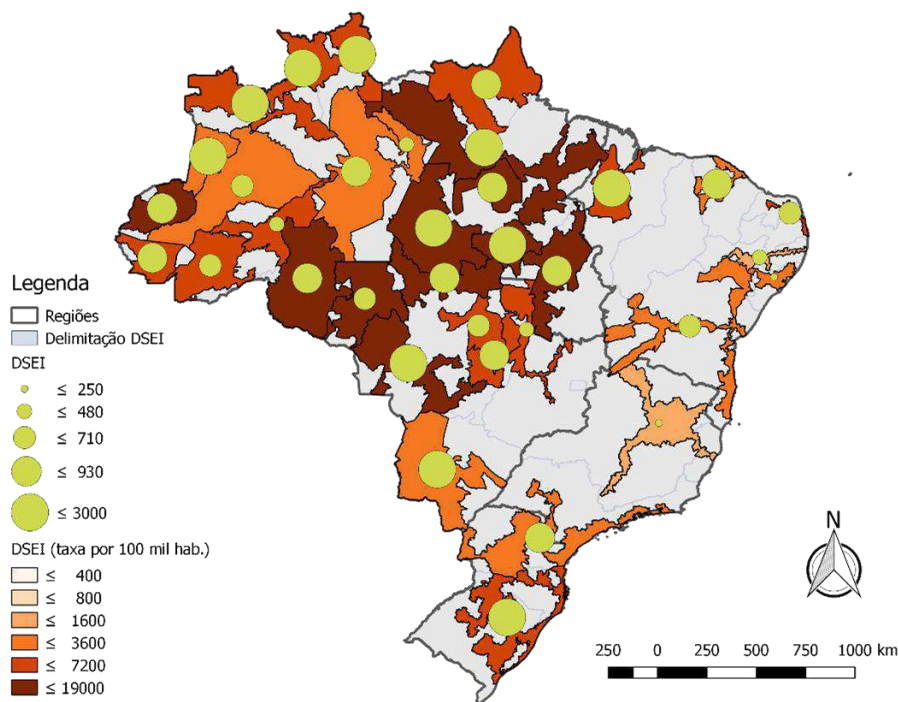 Legenda
Regiões
Delimitação DSEI
DSEI
≤ 250
≤ 480
≤ 710
≤ 930
≤ 3000
DSEI (taxa por 100 mil hab.)
≤ 400
≤ 800
≤ 1600
≤ 3600
≤ 7200
≤ 19000
N
250 0 250 500 750 1000 km